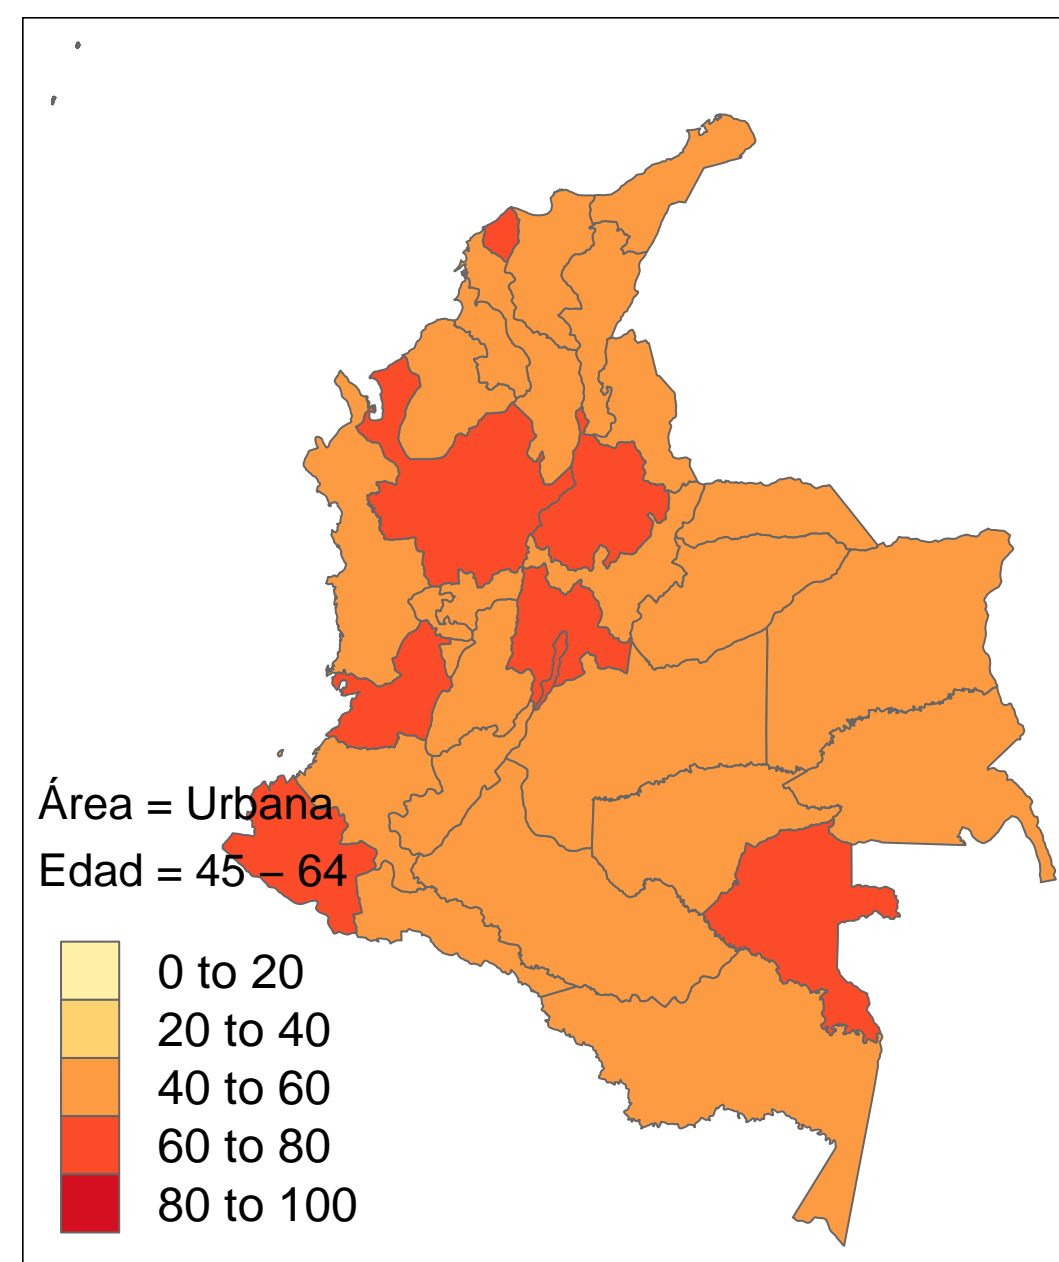 Área = Urbana
Edad = 45 – 64
0 to 20
20 to 40
40 to 60
60 to 80
80 to 100